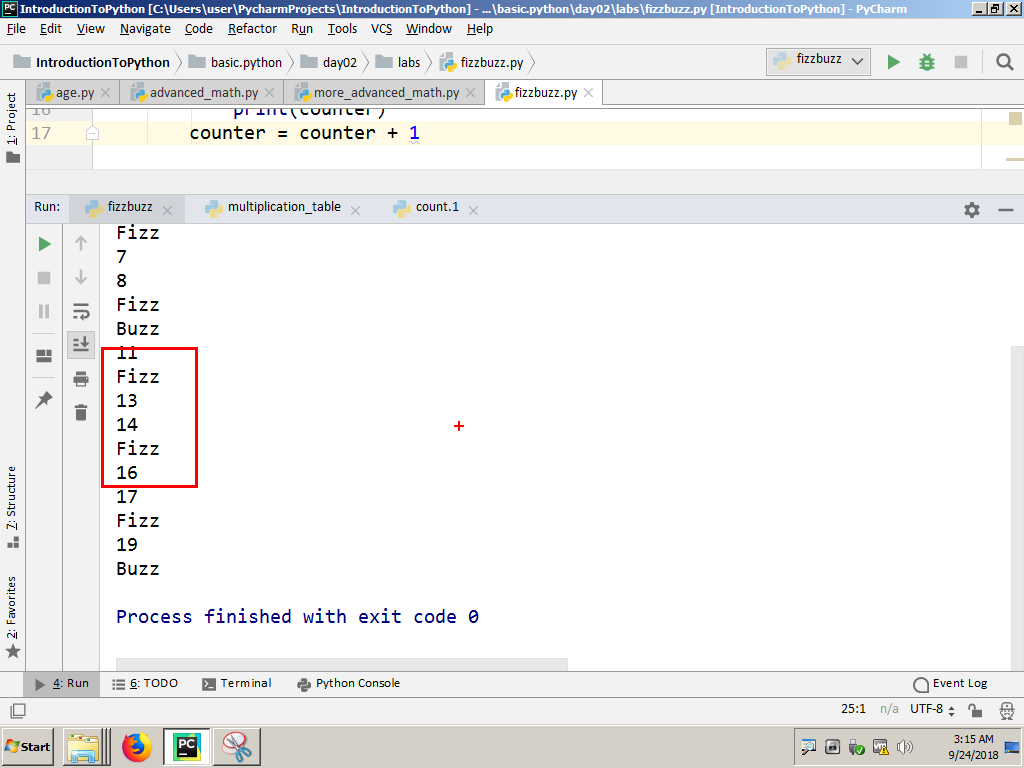 IntroductionToPython [C:\Users\user\PycharmProjects\IntroductionToPython] - ...\basic.python\day02\labs\fizzbuzz.py [IntroductionToPython] - PyCharm
File Edit View Navigate Code Refactor Run Tools VCS Window Help
IntroductionToPython basic.python day02 labs fizzbuzz.py fizzbuzz
age.py advanced_math.py more_advanced_math.py fizzbuzz.py
1: Project
16 print(counter)
17 counter = counter + 1
Run: fizzbuzz multiplication_table count.1
Fizz
7
8
Fizz
Buzz
11
Fizz
13
14
Fizz
16
17
Fizz
19
Buzz
Process finished with exit code 0
7: Structure
2: Favorites
4: Run 6: TODO Terminal Python Console Event Log
25:1 n/a UTF-8
Start PC 3:15 AM
9/24/2018